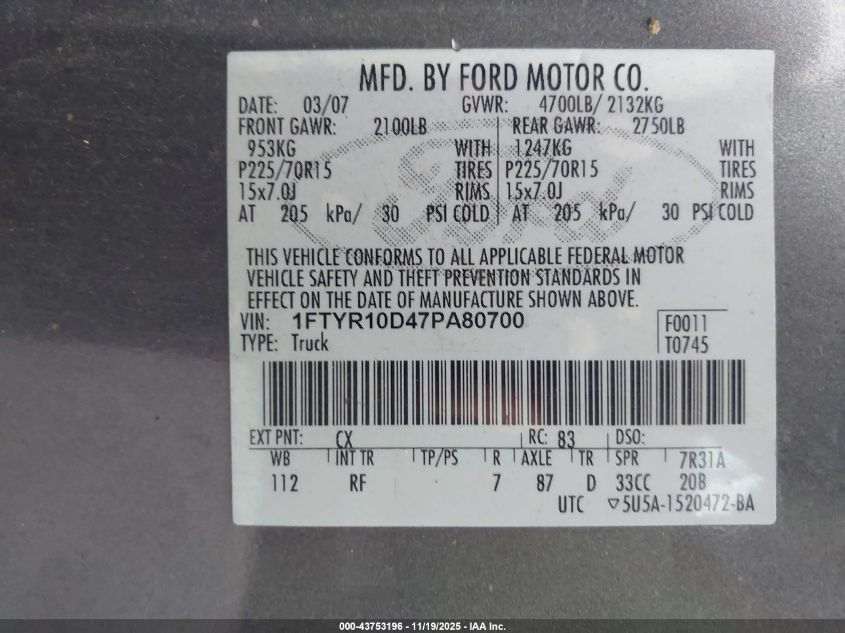 MFD. BY FORD MOTOR CO.
DATE: 03/07 GVWR: 4700LB/ 2132KG
FRONT GAWR: 2100LB REAR GAWR: 2750LB
953KG WITH 1247KG WITH
P225/70R15 TIRES P225/70R15 TIRES
15x7.0J RIMS 15x7.0J RIMS
AT 205 kPa/ 30 PSI COLD AT 205 kPa/ 30 PSI COLD
Ford
THIS VEHICLE CONFORMS TO ALL APPLICABLE FEDERAL MOTOR
VEHICLE SAFETY AND THEFT PREVENTION STANDARDS IN
EFFECT ON THE DATE OF MANUFACTURE SHOWN ABOVE.
VIN: 1FTYR10D47PA80700 F0011
TYPE: Truck T0745
EXT PNT: CX RC: 83 DSO:
WB INT TR TP/PS R AXLE TR SPR 7R31A
112 RF 7 87 D 33CC 20B
UTC ▽5U5A-1520472-BA
000-43753196 - 11/19/2025 - IAA Inc.